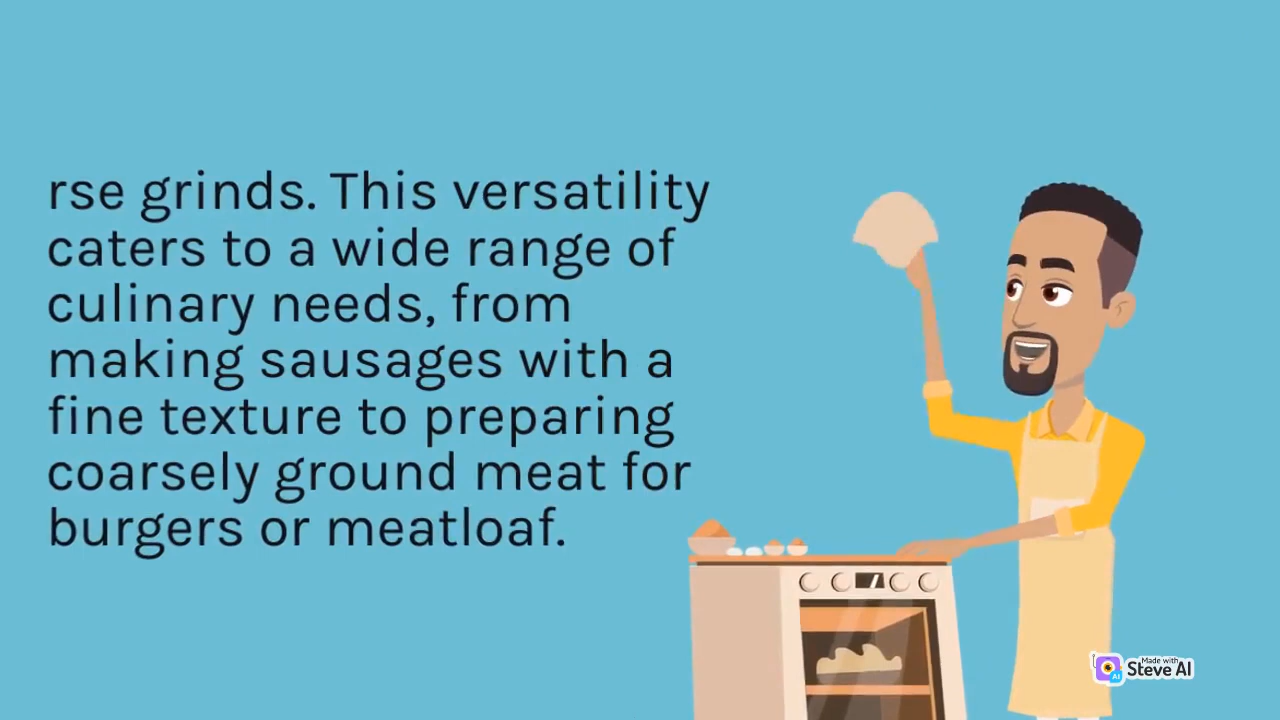 rse grinds. This versatility
caters to a wide range of
culinary needs, from
making sausages with a
fine texture to preparing
coarsely ground meat for
burgers or meatloaf.
Made with
Steve AI
AI